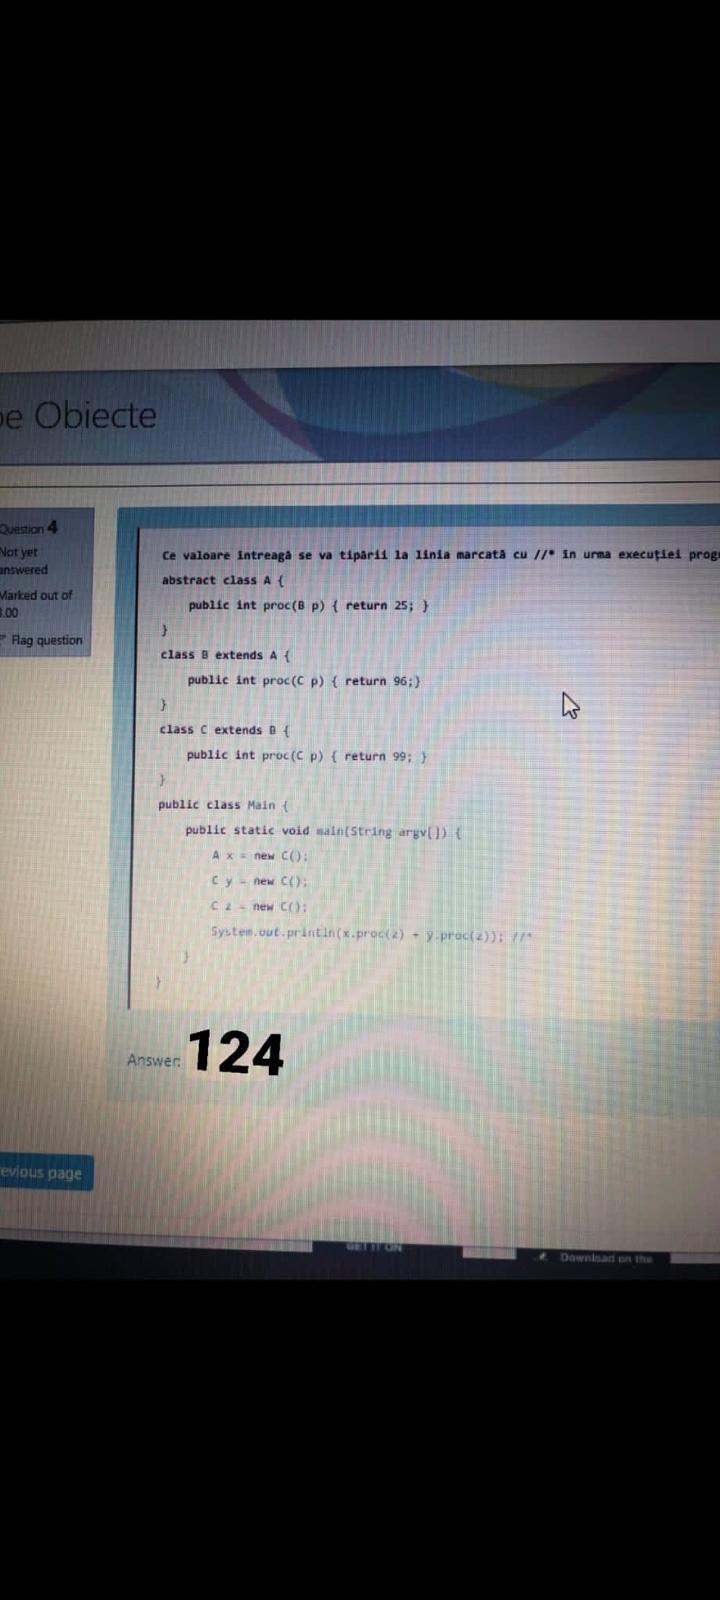 Obiecte
Question 4
Not yet
answered
Marked out of
.00
Flag question
Ce valoare întreagă se va tipării la linia marcată cu //* în urma execuţiei prog
abstract class A {
public int proc(B p) { return 25; }
}
class B extends A {
public int proc(C p) { return 96;}
}
class C extends B {
public int proc(C p) { return 99; }
}
public class Main {
public static void main(String argv[]) {
A x = new C();
C y = new C();
C z = new C();
System.out.println(x.proc(z) + y.proc(z)); //*
}
}
Answer: 124
evious page
GET IT ON
Download on the